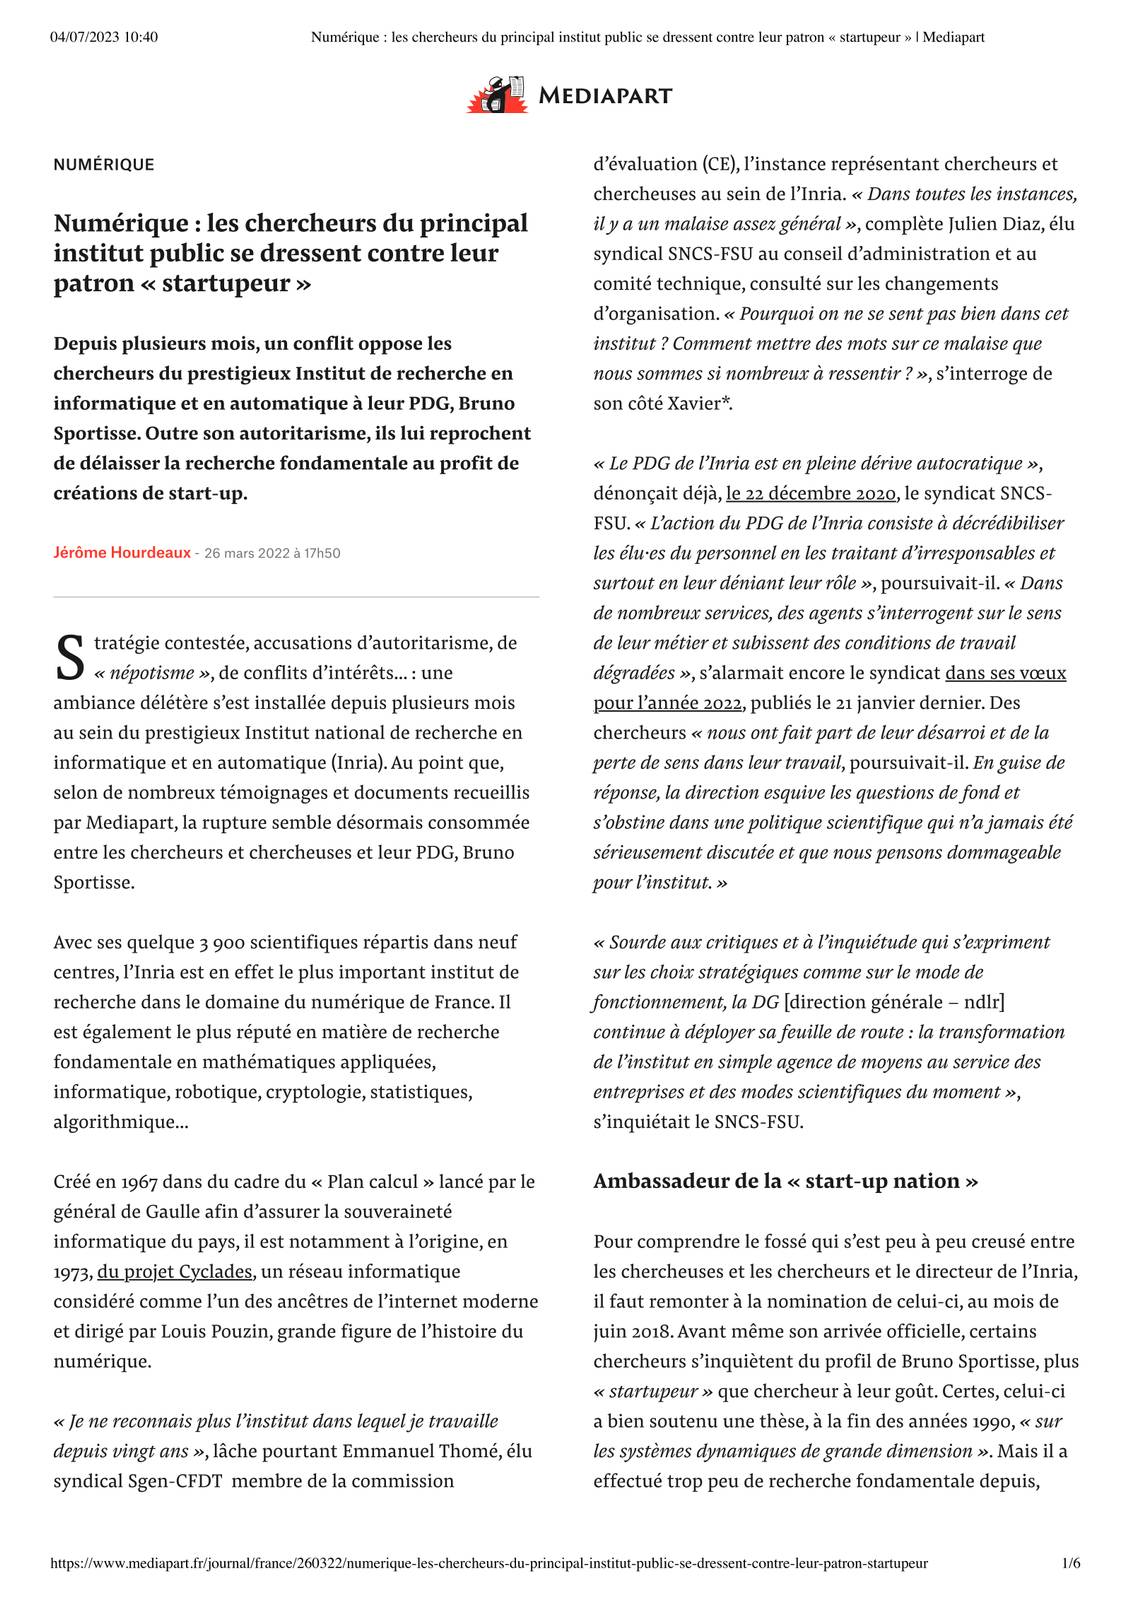 04/07/2023 10:40
Numérique : les chercheurs du principal institut public se dressent contre leur patron « startupeur » | Mediapart
MEDIAPART
NUMÉRIQUE
Numérique : les chercheurs du principal
institut public se dressent contre leur
patron « startupeur »
Depuis plusieurs mois, un conflit oppose les
chercheurs du prestigieux Institut de recherche en
informatique et en automatique à leur PDG, Bruno
Sportisse. Outre son autoritarisme, ils lui reprochent
de délaisser la recherche fondamentale au profit de
créations de start-up.
Jérôme Hourdeaux - 26 mars 2022 à 17h50
Stratégie contestée, accusations d’autoritarisme, de
« népotisme », de conflits d’intérêts... : une
ambiance délétère s’est installée depuis plusieurs mois
au sein du prestigieux Institut national de recherche en
informatique et en automatique (Inria). Au point que,
selon de nombreux témoignages et documents recueillis
par Mediapart, la rupture semble désormais consommée
entre les chercheurs et chercheuses et leur PDG, Bruno
Sportisse.
Avec ses quelque 3 900 scientifiques répartis dans neuf
centres, l’Inria est en effet le plus important institut de
recherche dans le domaine du numérique de France. Il
est également le plus réputé en matière de recherche
fondamentale en mathématiques appliquées,
informatique, robotique, cryptologie, statistiques,
algorithmique...
Créé en 1967 dans du cadre du « Plan calcul » lancé par le
général de Gaulle afin d’assurer la souveraineté
informatique du pays, il est notamment à l’origine, en
1973, du projet Cyclades, un réseau informatique
considéré comme l’un des ancêtres de l’internet moderne
et dirigé par Louis Pouzin, grande figure de l’histoire du
numérique.
« Je ne reconnais plus l’institut dans lequel je travaille
depuis vingt ans », lâche pourtant Emmanuel Thomé, élu
syndical Sgen-CFDT membre de la commission
d’évaluation (CE), l’instance représentant chercheurs et
chercheuses au sein de l’Inria. « Dans toutes les instances,
il y a un malaise assez général », complète Julien Diaz, élu
syndical SNCS-FSU au conseil d’administration et au
comité technique, consulté sur les changements
d’organisation. « Pourquoi on ne se sent pas bien dans cet
institut ? Comment mettre des mots sur ce malaise que
nous sommes si nombreux à ressentir ? », s’interroge de
son côté Xavier*.
« Le PDG de l’Inria est en pleine dérive autocratique »,
dénonçait déjà, le 22 décembre 2020, le syndicat SNCS-
FSU. « L’action du PDG de l’Inria consiste à décrédibiliser
les élu·es du personnel en les traitant d’irresponsables et
surtout en leur déniant leur rôle », poursuivait-il. « Dans
de nombreux services, des agents s’interrogent sur le sens
de leur métier et subissent des conditions de travail
dégradées », s’alarmait encore le syndicat dans ses vœux
pour l’année 2022, publiés le 21 janvier dernier. Des
chercheurs « nous ont fait part de leur désarroi et de la
perte de sens dans leur travail, poursuivait-il. En guise de
réponse, la direction esquive les questions de fond et
s’obstine dans une politique scientifique qui n’a jamais été
sérieusement discutée et que nous pensons dommageable
pour l’institut. »
« Sourde aux critiques et à l’inquiétude qui s’expriment
sur les choix stratégiques comme sur le mode de
fonctionnement, la DG [direction générale – ndlr]
continue à déployer sa feuille de route : la transformation
de l’institut en simple agence de moyens au service des
entreprises et des modes scientifiques du moment »,
s’inquiétait le SNCS-FSU.
Ambassadeur de la « start-up nation »
Pour comprendre le fossé qui s’est peu à peu creusé entre
les chercheuses et les chercheurs et le directeur de l’Inria,
il faut remonter à la nomination de celui-ci, au mois de
juin 2018. Avant même son arrivée officielle, certains
chercheurs s’inquiètent du profil de Bruno Sportisse, plus
« startupeur » que chercheur à leur goût. Certes, celui-ci
a bien soutenu une thèse, à la fin des années 1990, « sur
les systèmes dynamiques de grande dimension ». Mais il a
effectué trop peu de recherche fondamentale depuis,
https://www.mediapart.fr/journal/france/260322/numerique-les-chercheurs-du-principal-institut-public-se-dressent-contre-leur-patron-startupeur
1/6